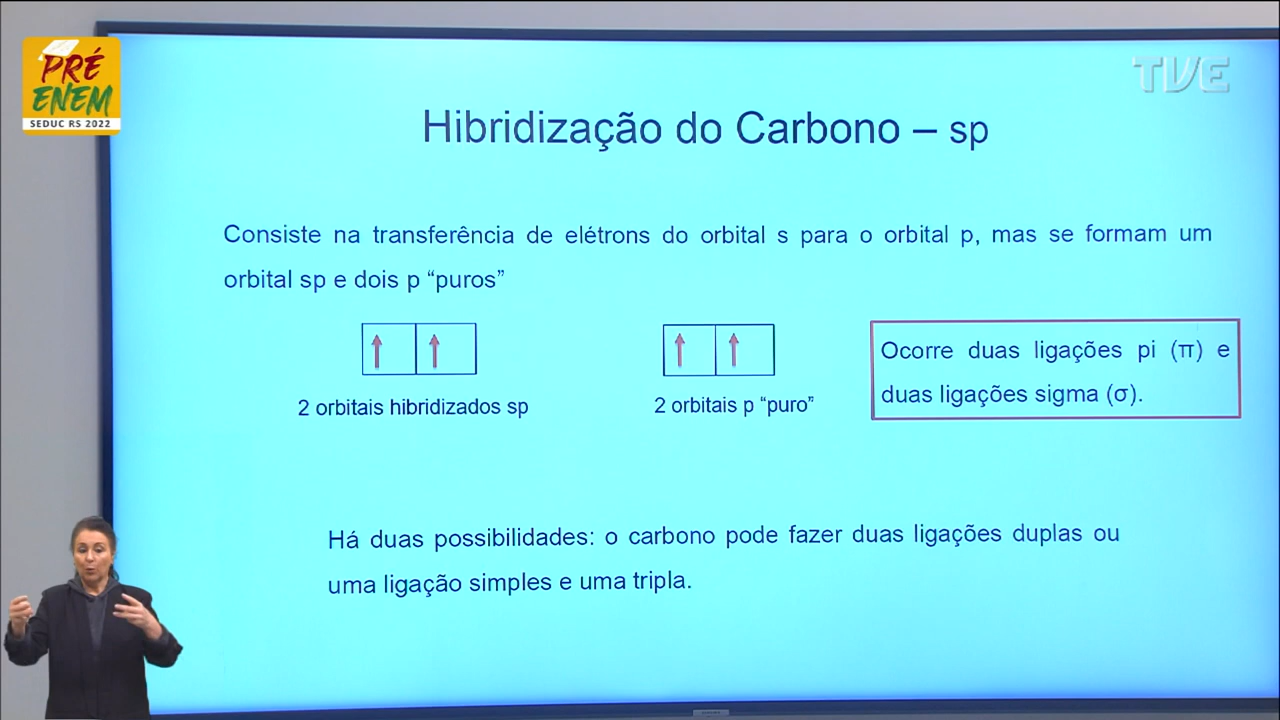 PRÉ
ENEM
SEDUC RS 2022
TVE
Hibridização do Carbono – sp
Consiste na transferência de elétrons do orbital s para o orbital p, mas se formam um
orbital sp e dois p “puros”
2 orbitais hibridizados sp
2 orbitais p “puro”
Ocorre duas ligações pi (π) e
duas ligações sigma (σ).
Há duas possibilidades: o carbono pode fazer duas ligações duplas ou
uma ligação simples e uma tripla.